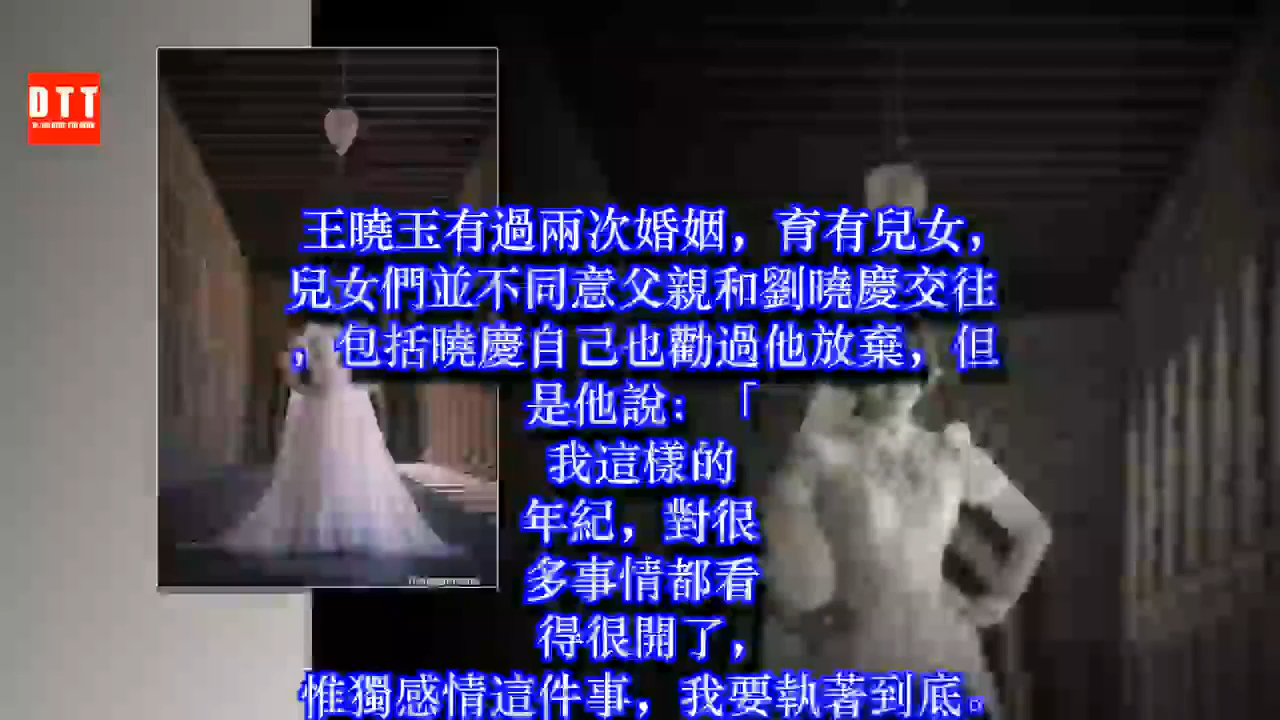 DTT
王曉玉有過兩次婚姻，育有兒女，
兒女們並不同意父親和劉曉慶交往
，包括曉慶自己也勸過他放棄，但
是他說：「
我這樣的
年紀，對很
多事情都看
得很開了，
惟獨感情這件事，我要執著到底。